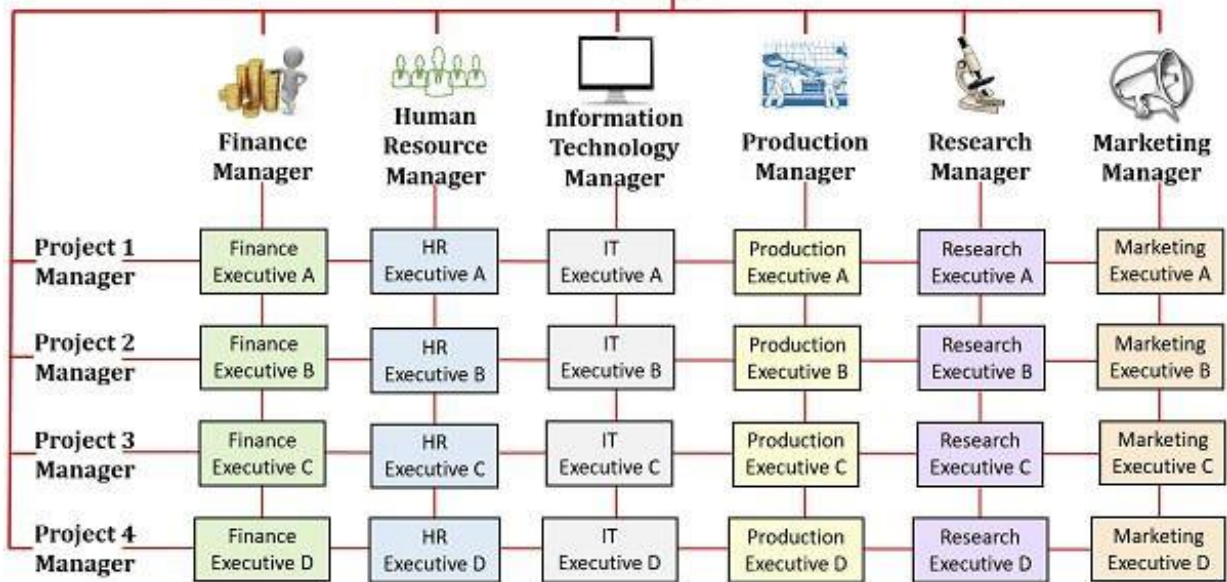 Finance
Manager
Human
Resource
Manager
Information
Technology
Manager
Production
Manager
Research
Manager
Marketing
Manager
Project 1
Manager
Finance
Executive A
HR
Executive A
IT
Executive A
Production
Executive A
Research
Executive A
Marketing
Executive A
Project 2
Manager
Finance
Executive B
HR
Executive B
IT
Executive B
Production
Executive B
Research
Executive B
Marketing
Executive B
Project 3
Manager
Finance
Executive C
HR
Executive C
IT
Executive C
Production
Executive C
Research
Executive C
Marketing
Executive C
Project 4
Manager
Finance
Executive D
HR
Executive D
IT
Executive D
Production
Executive D
Research
Executive D
Marketing
Executive D